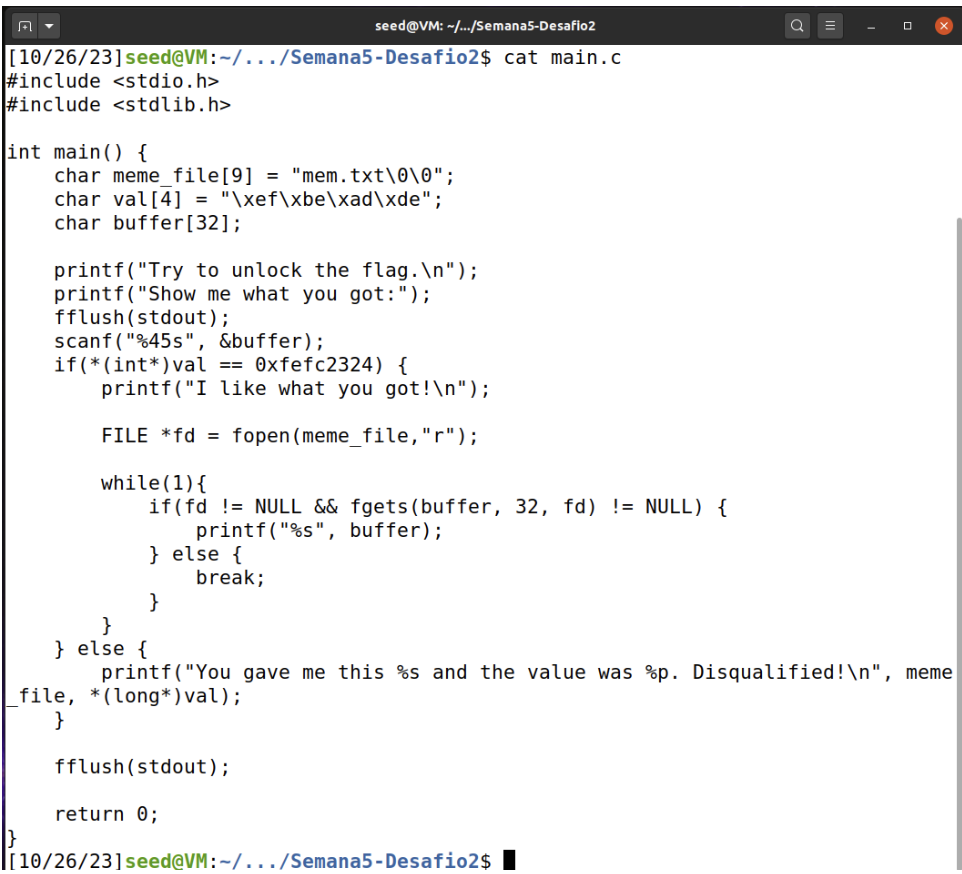 seed@VM: ~/.../Semana5-Desafio2
[10/26/23]seed@VM:~/.../Semana5-Desafio2$ cat main.c
#include <stdio.h>
#include <stdlib.h>

int main() {
    char meme_file[9] = "mem.txt\0\0";
    char val[4] = "\xef\xbe\xad\xde";
    char buffer[32];

    printf("Try to unlock the flag.\n");
    printf("Show me what you got:");
    fflush(stdout);
    scanf("%45s", &buffer);
    if(*(int*)val == 0xfefc2324) {
        printf("I like what you got!\n");

        FILE *fd = fopen(meme_file,"r");

        while(1){
            if(fd != NULL && fgets(buffer, 32, fd) != NULL) {
                printf("%s", buffer);
            } else {
                break;
            }
        }
    } else {
        printf("You gave me this %s and the value was %p. Disqualified!\n", meme
_file, *(long*)val);
    }

    fflush(stdout);

    return 0;
}
[10/26/23]seed@VM:~/.../Semana5-Desafio2$